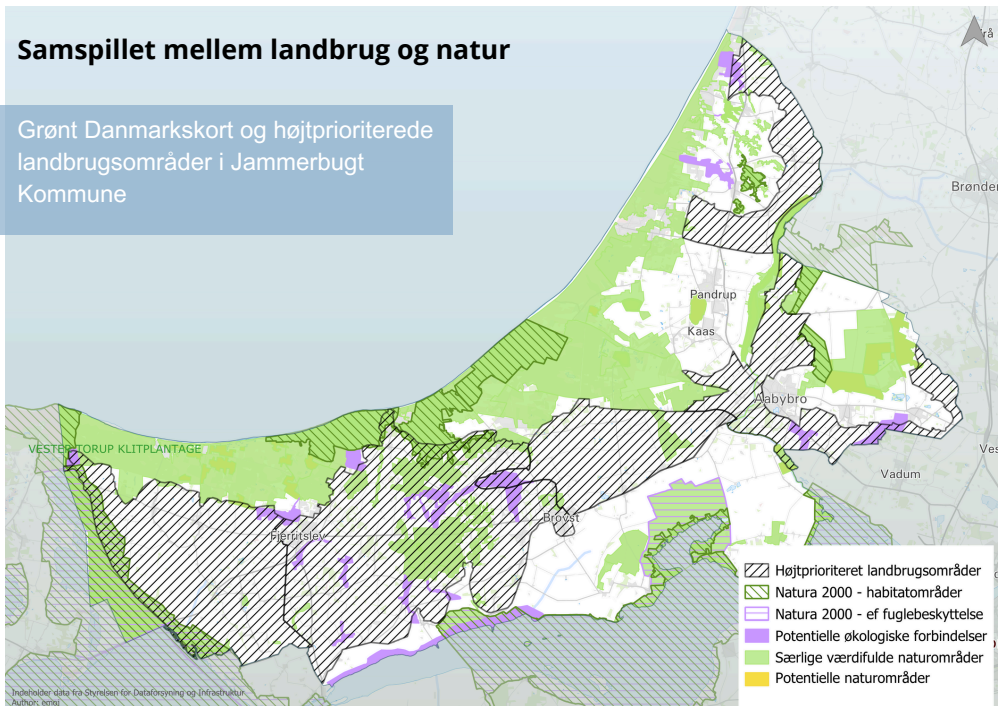 Samspillet mellem landbrug og natur
Grønt Danmarkskort og højtprioriterede
landbrugsområder i Jammerbugt
Kommune
Brønder
Pandrup
Kaas
Aabybro
VESTER TORUP KLITPLANTAGE
Vadum
Brovst
Fjerritslev
Højtprioriteret landbrugsområder
Natura 2000 - habitatområder
Natura 2000 - ef fuglebeskyttelse
Potentielle økologiske forbindelser
Særlige værdifulde naturområder
Potentielle naturområder
Indeholder data fra Styrelsen for Dataforsyning og Infrastruktur